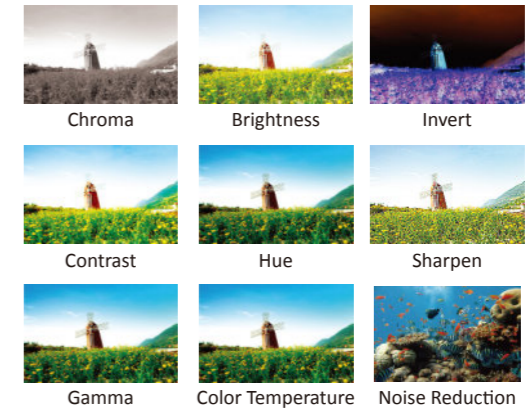 Chroma
Brightness
Invert
Contrast
Hue
Sharpen
Gamma
Color Temperature
Noise Reduction